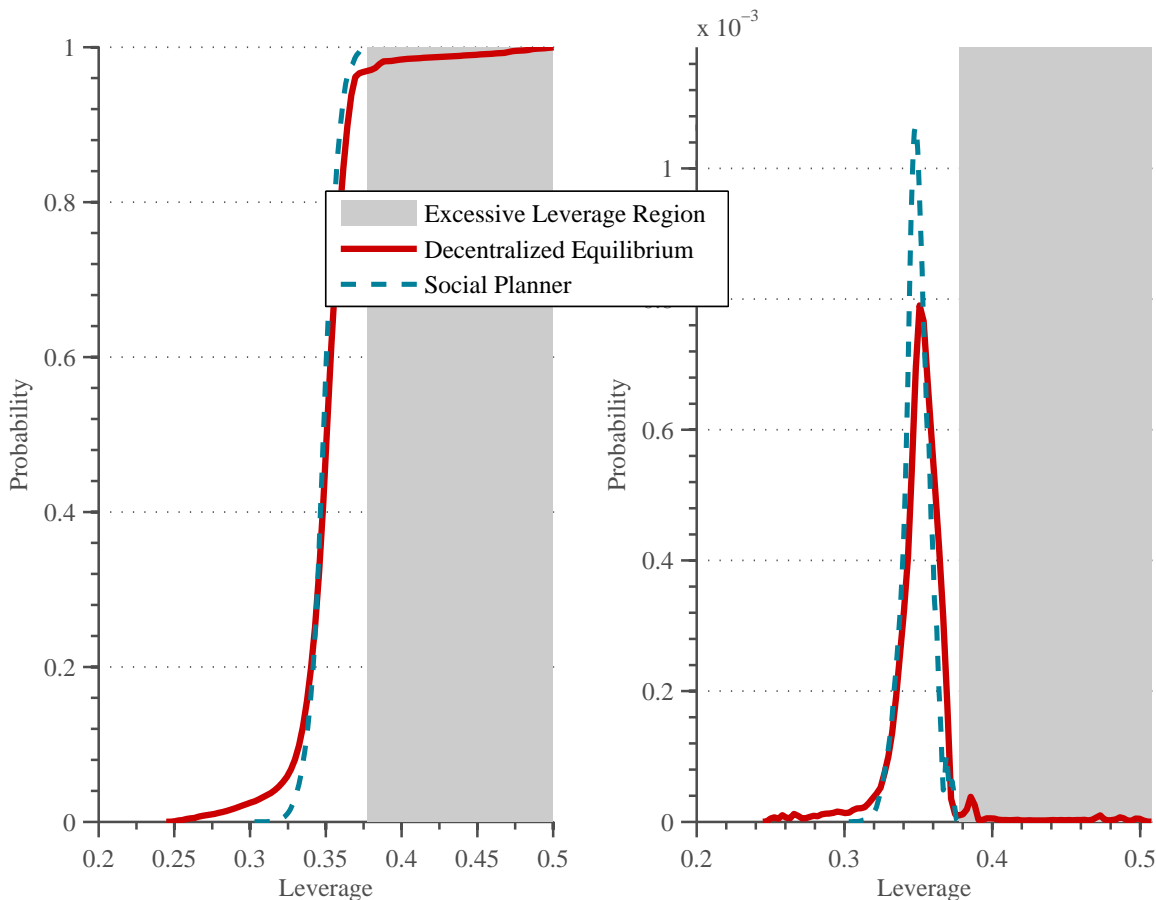 x 10⁻³
1
0.8
0.6
0.4
0.2
0
0.2
0.25
0.3
0.35
0.4
0.45
0.5
Probability
Leverage
Excessive Leverage Region
Decentralized Equilibrium
Social Planner
1
0.6
0.4
0.2
0
0.2
0.3
0.4
0.5
Probability
Leverage